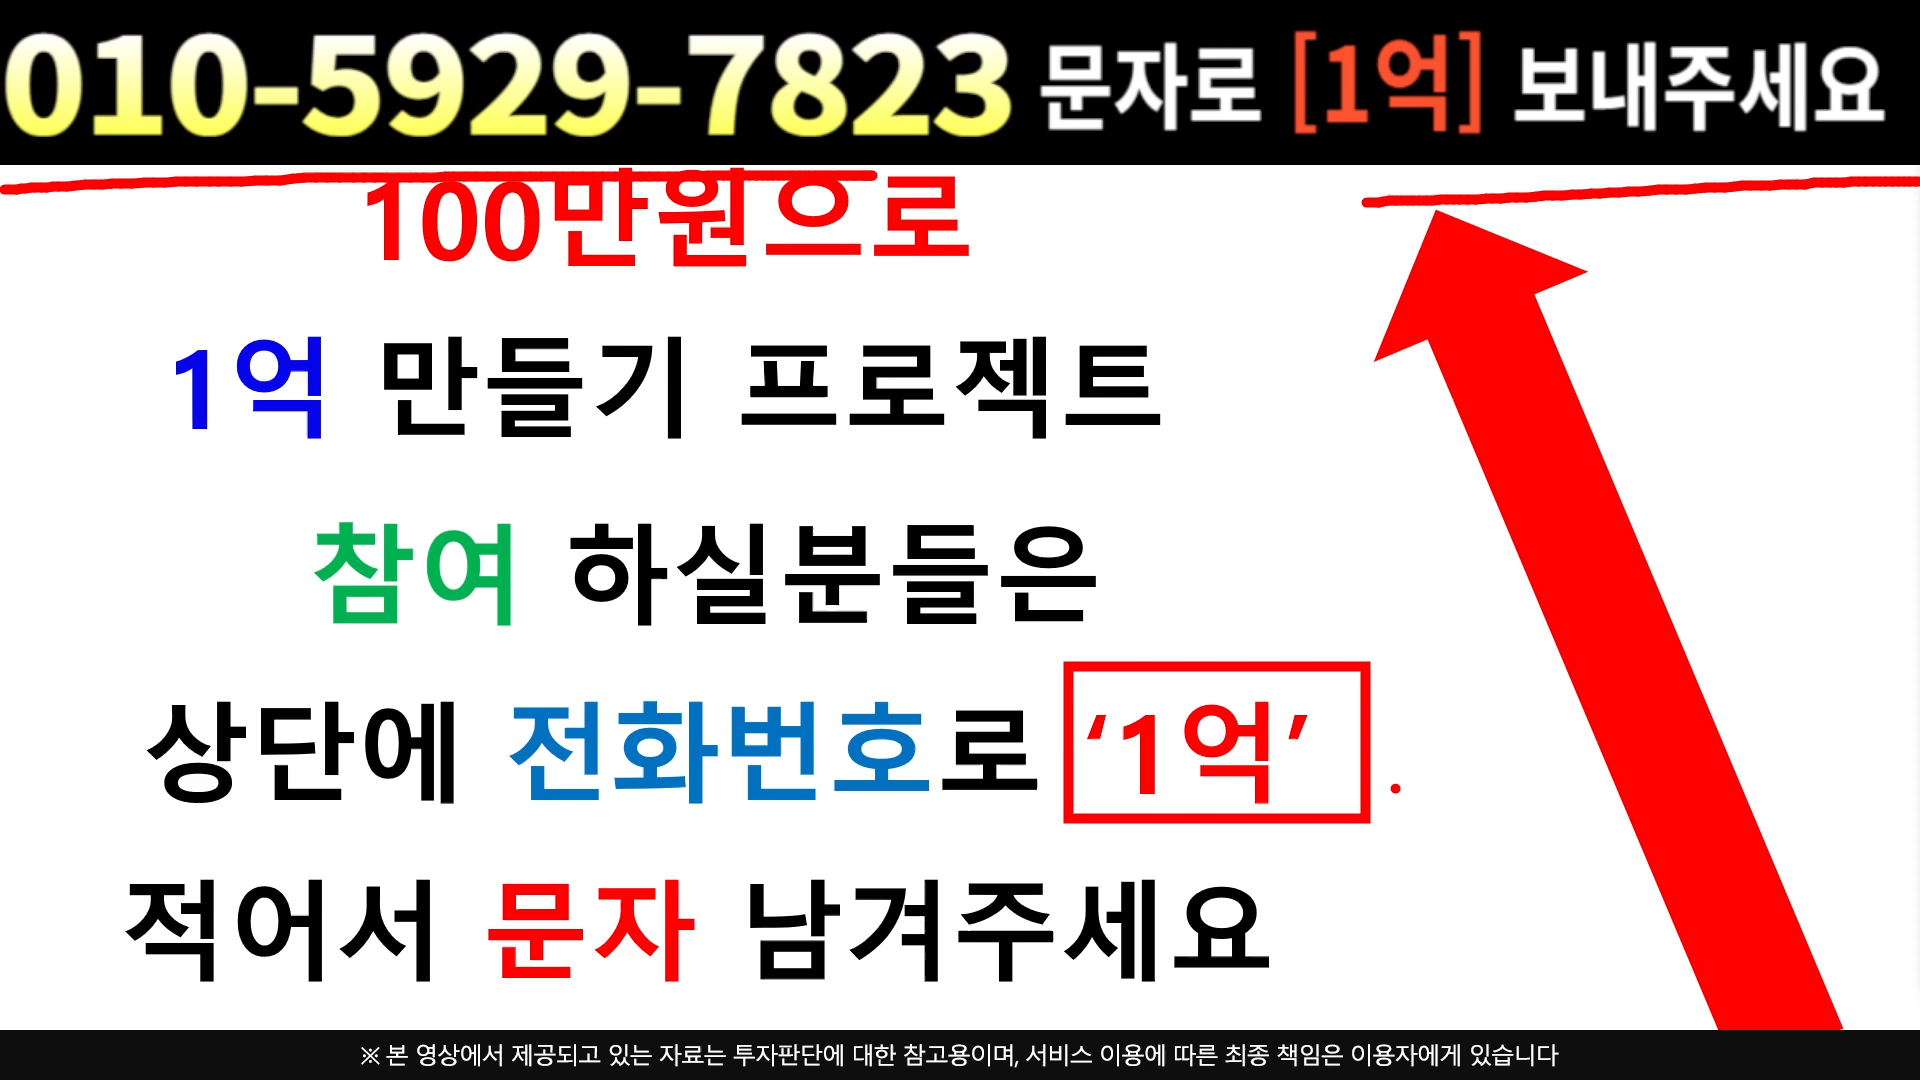 010-5929-7823 문자로 [1억] 보내주세요
100만원으로
1억 만들기 프로젝트
참여 하실분들은
상단에 전화번호로 ‘1억’ .
적어서 문자 남겨주세요
※ 본 영상에서 제공되고 있는 자료는 투자판단에 대한 참고용이며, 서비스 이용에 따른 최종 책임은 이용자에게 있습니다